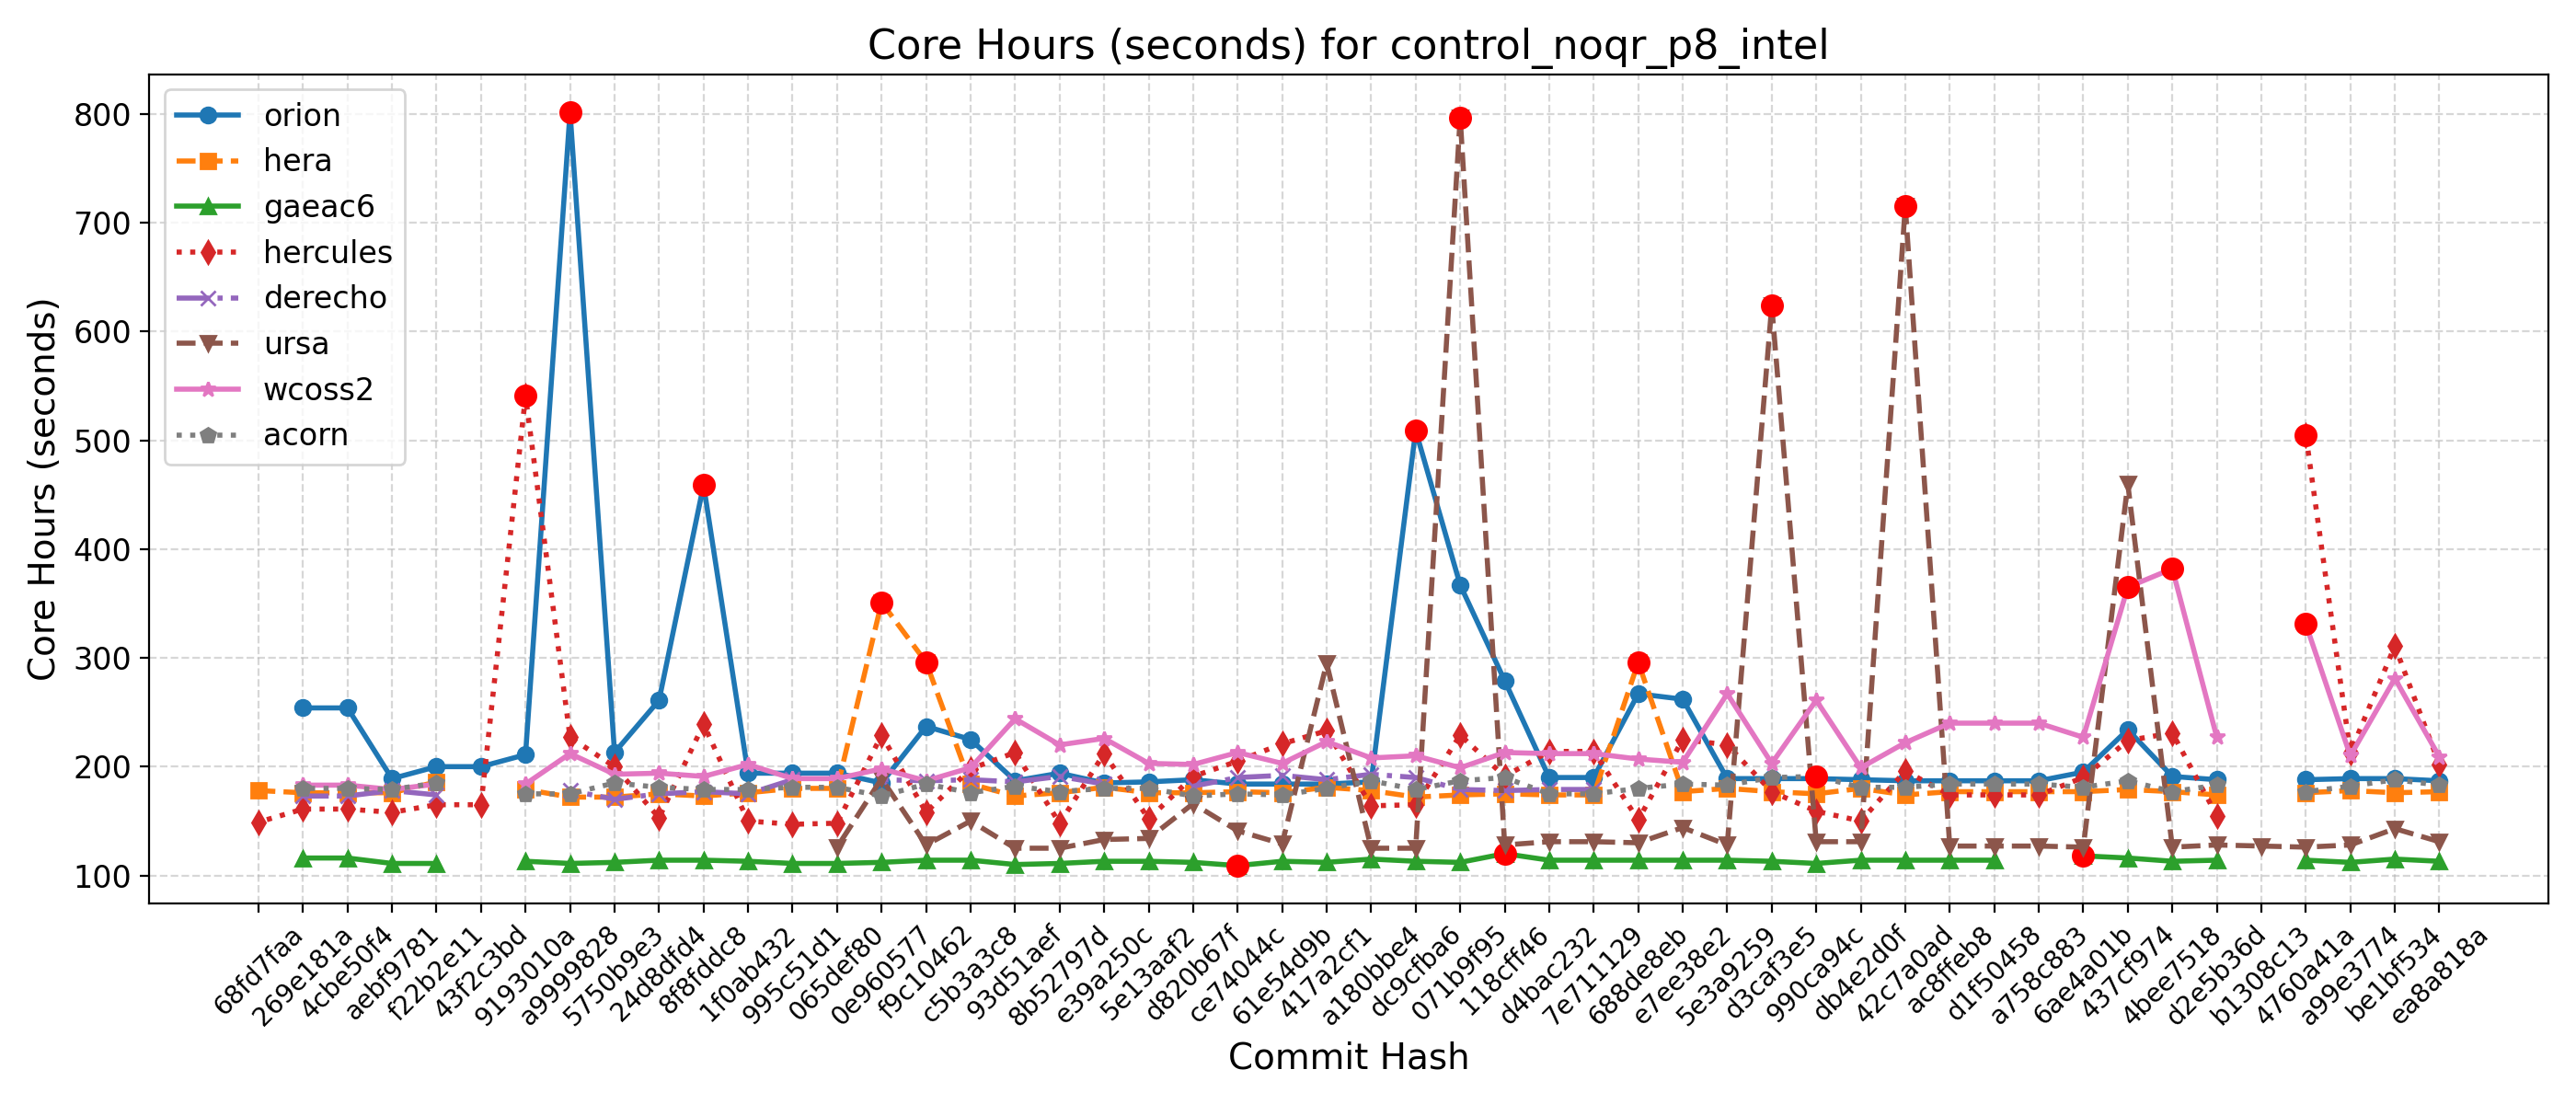 Core Hours (seconds) for control_noqr_p8_intel
Core Hours (seconds)
800
700
600
500
400
300
200
100
orion
hera
gaeac6
hercules
derecho
ursa
wcoss2
acorn
68fd7faa
269e181a
4cbe50f4
aebf9781
f22b2e11
43f2c3bd
9193010a
a9999828
5750b9e3
24d8dfd4
8f8fddc8
1f0ab432
995c51d1
065def80
0e960577
f9c10462
c5b3a3c8
93d51aef
8b52797d
e39a250c
5e13aaf2
d820b67f
ce74044c
61e54d9b
417a2cf1
a180bbe4
dc9cfba6
071b9f95
118cff46
d4bac232
7e711129
688de8eb
e7ee38e2
5e3a9259
d3caf3e5
990ca94c
db4e2d0f
42c7a0ad
ac8ffeb8
d1f50458
a758c883
6ae4a01b
437cf974
4bee7518
d2e5b36d
b1308c13
4760a41a
a99e3774
be1bf534
ea8a818a
Commit Hash